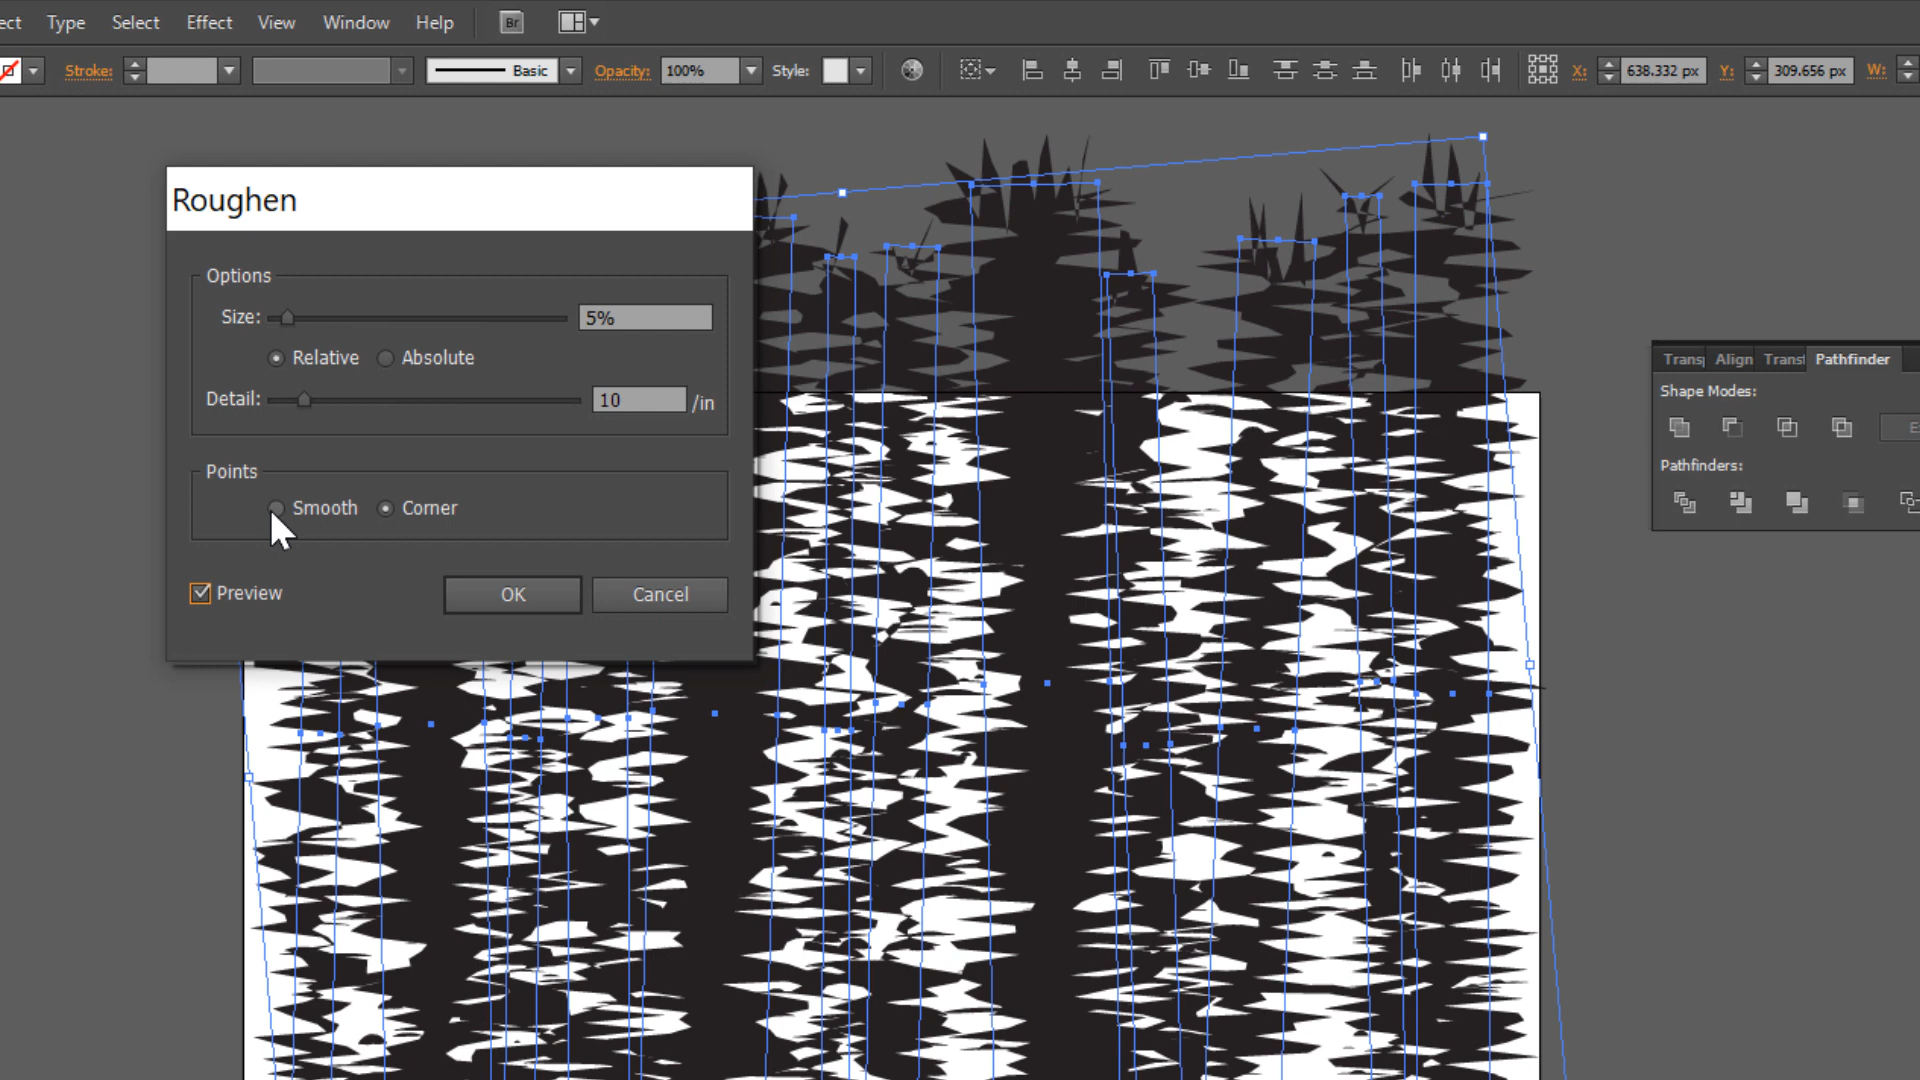 ect Type Select Effect View Window Help Br
Stroke: Basic Opacity: 100% Style: X: 638.332 px Y: 309.656 px W:
Roughen
Options
Size: 5%
Relative Absolute
Detail: 10 /in
Points
Smooth Corner
Preview OK Cancel
Trans Align Transf Pathfinder
Shape Modes:
E
Pathfinders: